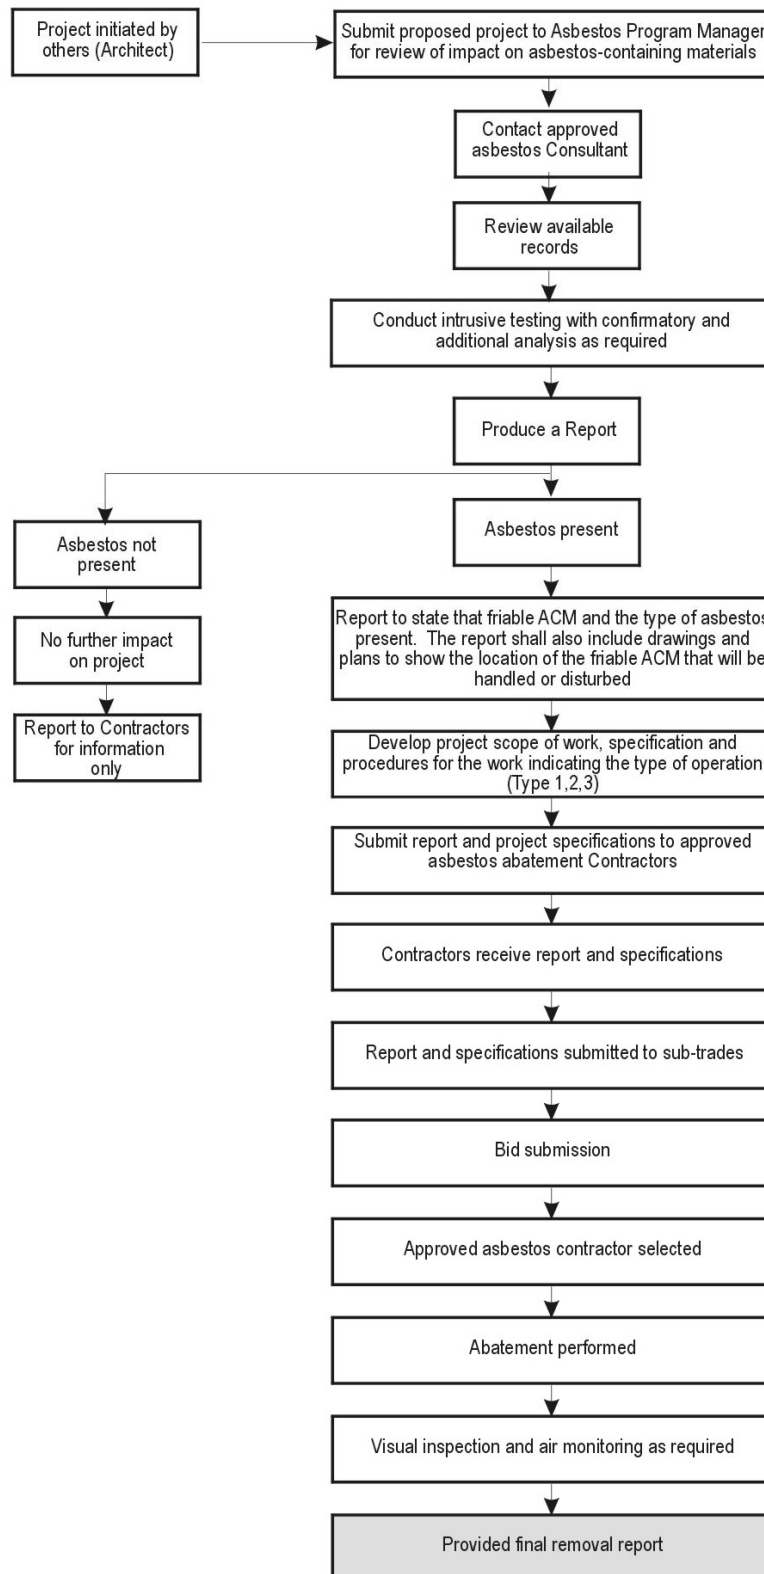 Project initiated by
others (Architect)
Submit proposed project to Asbestos Program Manager
for review of impact on asbestos-containing materials
Contact approved
asbestos Consultant
Review available
records
Conduct intrusive testing with confirmatory and
additional analysis as required
Produce a Report
Asbestos not
present
No further impact
on project
Report to Contractors
for information
only
Asbestos present
Report to state that friable ACM and the type of asbestos
present. The report shall also include drawings and
plans to show the location of the friable ACM that will be
handled or disturbed
Develop project scope of work, specification and
procedures for the work indicating the type of operation
(Type 1,2,3)
Submit report and project specifications to approved
asbestos abatement Contractors
Contractors receive report and specifications
Report and specifications submitted to sub-trades
Bid submission
Approved asbestos contractor selected
Abatement performed
Visual inspection and air monitoring as required
Provided final removal report